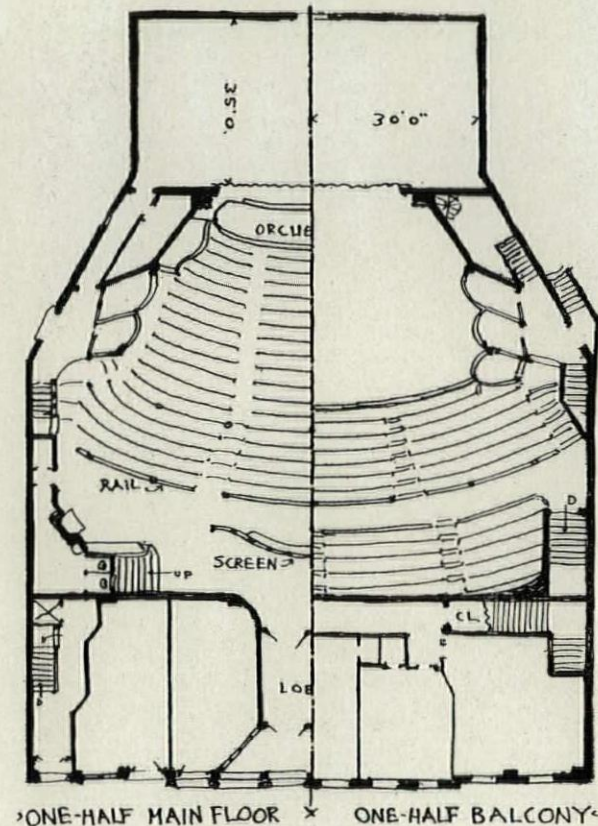 35'0"
30'0"
ORCHE
RAIL
D
UP
SCREEN
CL.
LOB
ONE-HALF MAIN FLOOR × ONE-HALF BALCONY